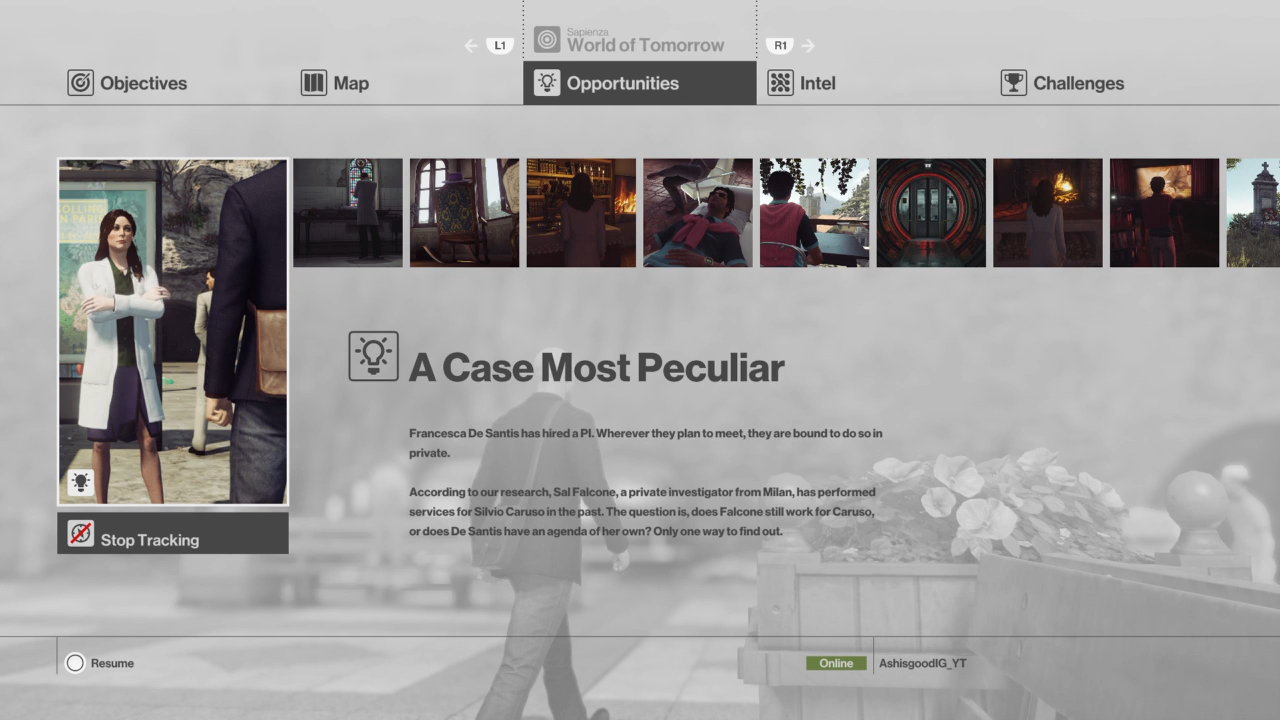 Sapienza
World of Tomorrow
L1
R1
Objectives
Map
Opportunities
Intel
Challenges
A Case Most Peculiar
Francesca De Santis has hired a PI. Wherever they plan to meet, they are bound to do so in
private.
According to our research, Sal Falcone, a private investigator from Milan, has performed
services for Silvio Caruso in the past. The question is, does Falcone still work for Caruso,
or does De Santis have an agenda of her own? Only one way to find out.
Stop Tracking
Resume
Online
AshisgoodIG_YT